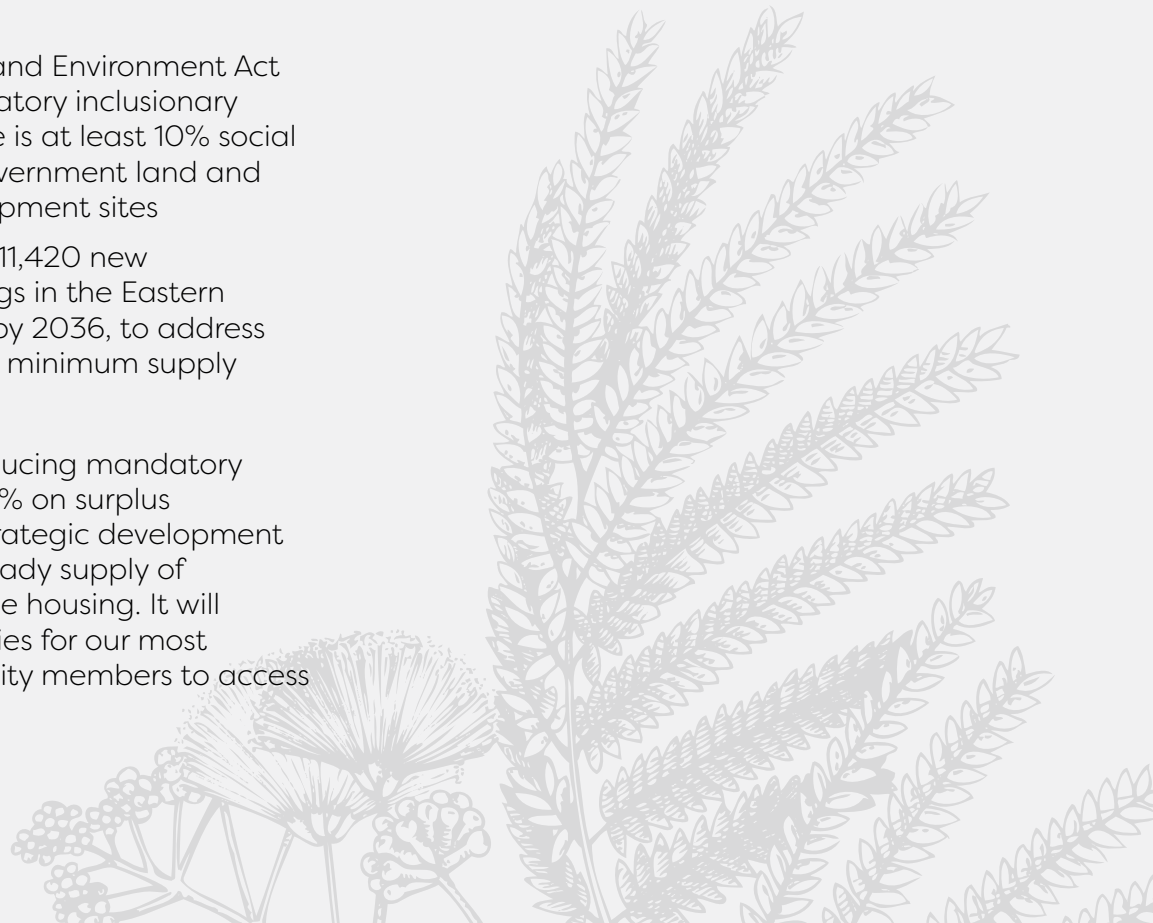 and Environment Act
atory inclusionary
e is at least 10% social
vernment land and
pment sites
11,420 new
gs in the Eastern
by 2036, to address
minimum supply
ucing mandatory
% on surplus
rategic development
ady supply of
e housing. It will
ies for our most
ity members to access